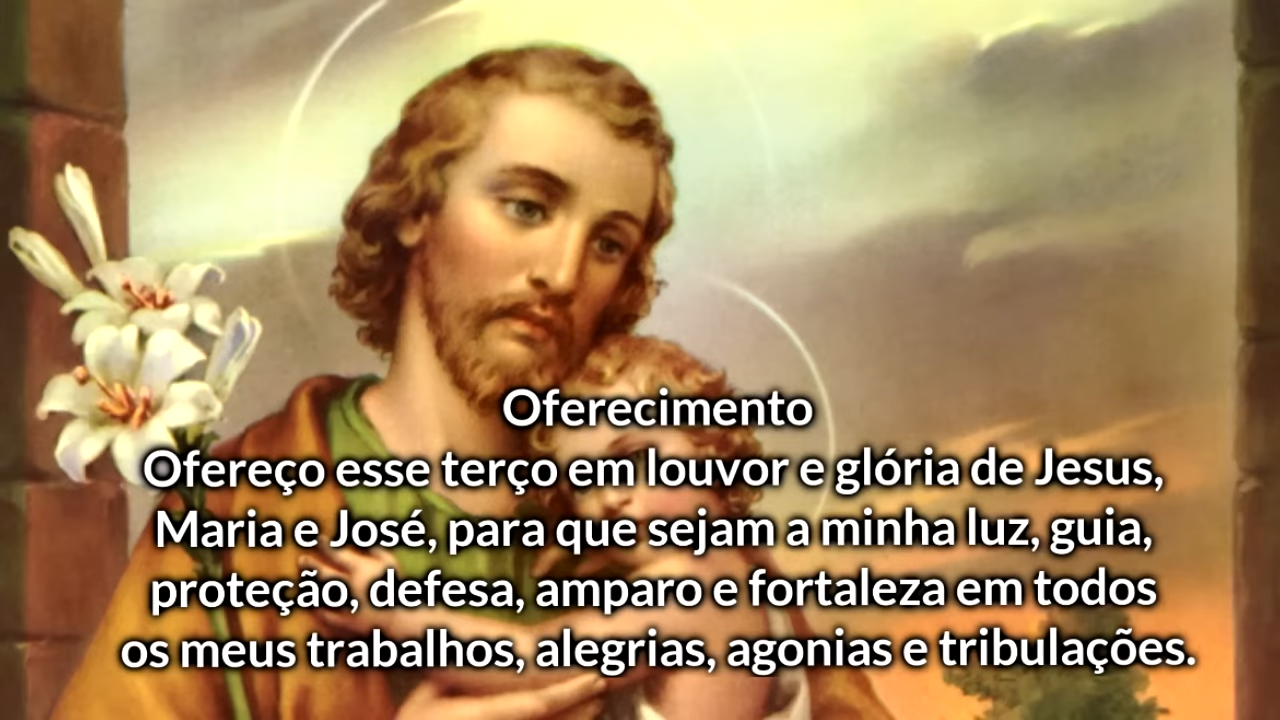 Oferecimento
Ofereço esse terço em louvor e glória de Jesus,
Maria e José, para que sejam a minha luz, guia,
proteção, defesa, amparo e fortaleza em todos
os meus trabalhos, alegrias, agonias e tribulações.